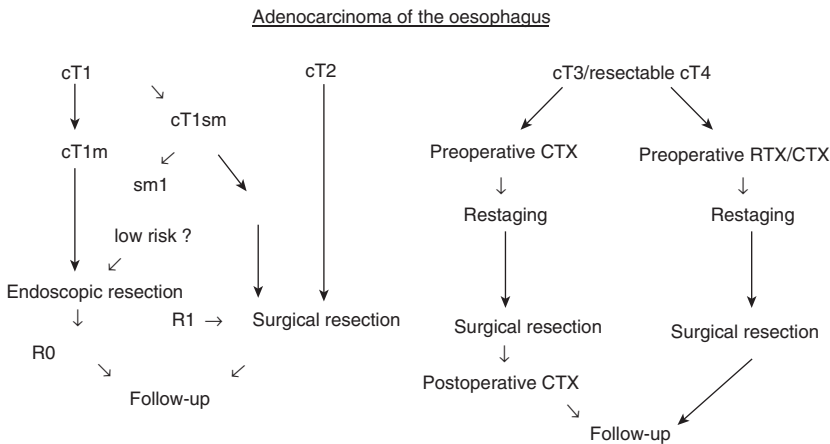 Adenocarcinoma of the oesophagus
cT1
cT2
cT3/resectable cT4
cT1sm
cT1m
Preoperative CTX
Preoperative RTX/CTX
sm1
Restaging
Restaging
low risk ?
Endoscopic resection
R1 →
Surgical resection
Surgical resection
Surgical resection
R0
Postoperative CTX
Follow-up
Follow-up